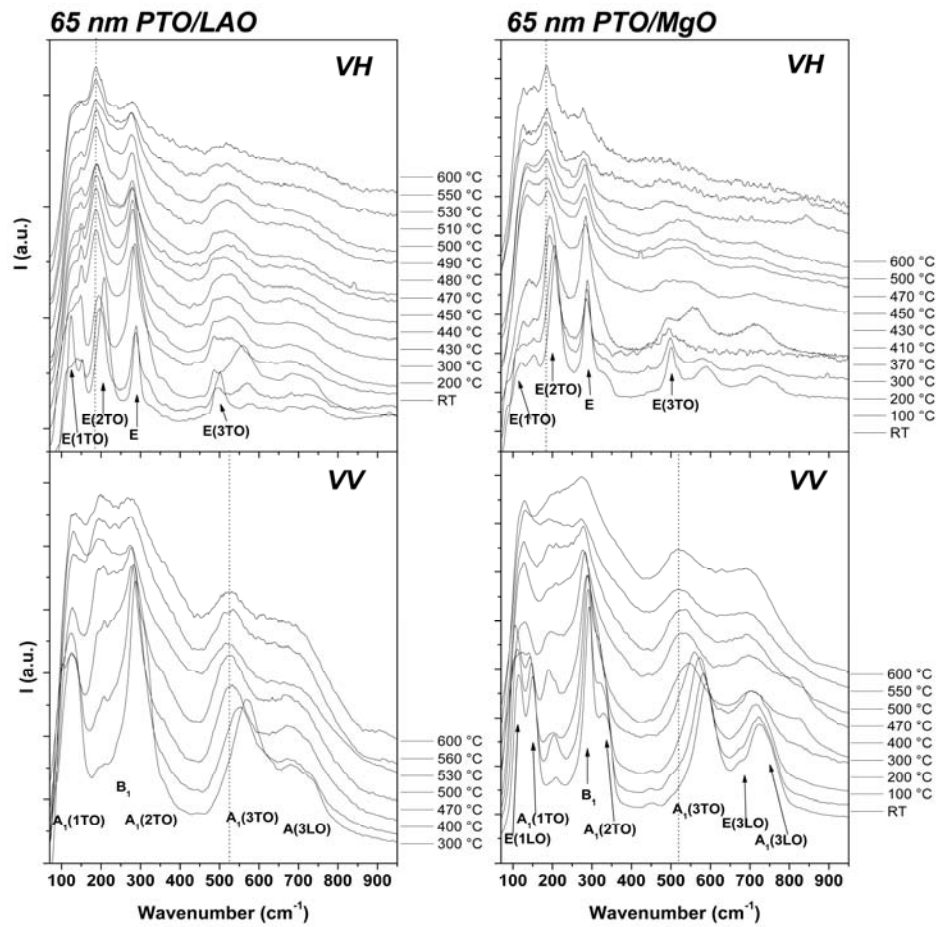 65 nm PTO/LAO
VH
600 °C
550 °C
530 °C
510 °C
500 °C
490 °C
480 °C
470 °C
450 °C
440 °C
430 °C
300 °C
200 °C
RT
E(1TO)
E(2TO)
E
E(3TO)
I (a.u.)
65 nm PTO/MgO
VH
600 °C
500 °C
470 °C
450 °C
430 °C
410 °C
370 °C
300 °C
200 °C
100 °C
RT
E(1TO)
E(2TO)
E
E(3TO)
VV
600 °C
560 °C
530 °C
500 °C
470 °C
400 °C
300 °C
A₁(1TO)
B₁
A₁(2TO)
A₁(3TO)
A(3LO)
I (a.u.)
100 200 300 400 500 600 700 800 900
Wavenumber (cm⁻¹)
VV
600 °C
550 °C
500 °C
470 °C
400 °C
300 °C
200 °C
100 °C
RT
E(1LO)
A₁(1TO)
B₁
A₁(2TO)
A₁(3TO)
E(3LO)
A₁(3LO)
100 200 300 400 500 600 700 800 900
Wavenumber (cm⁻¹)